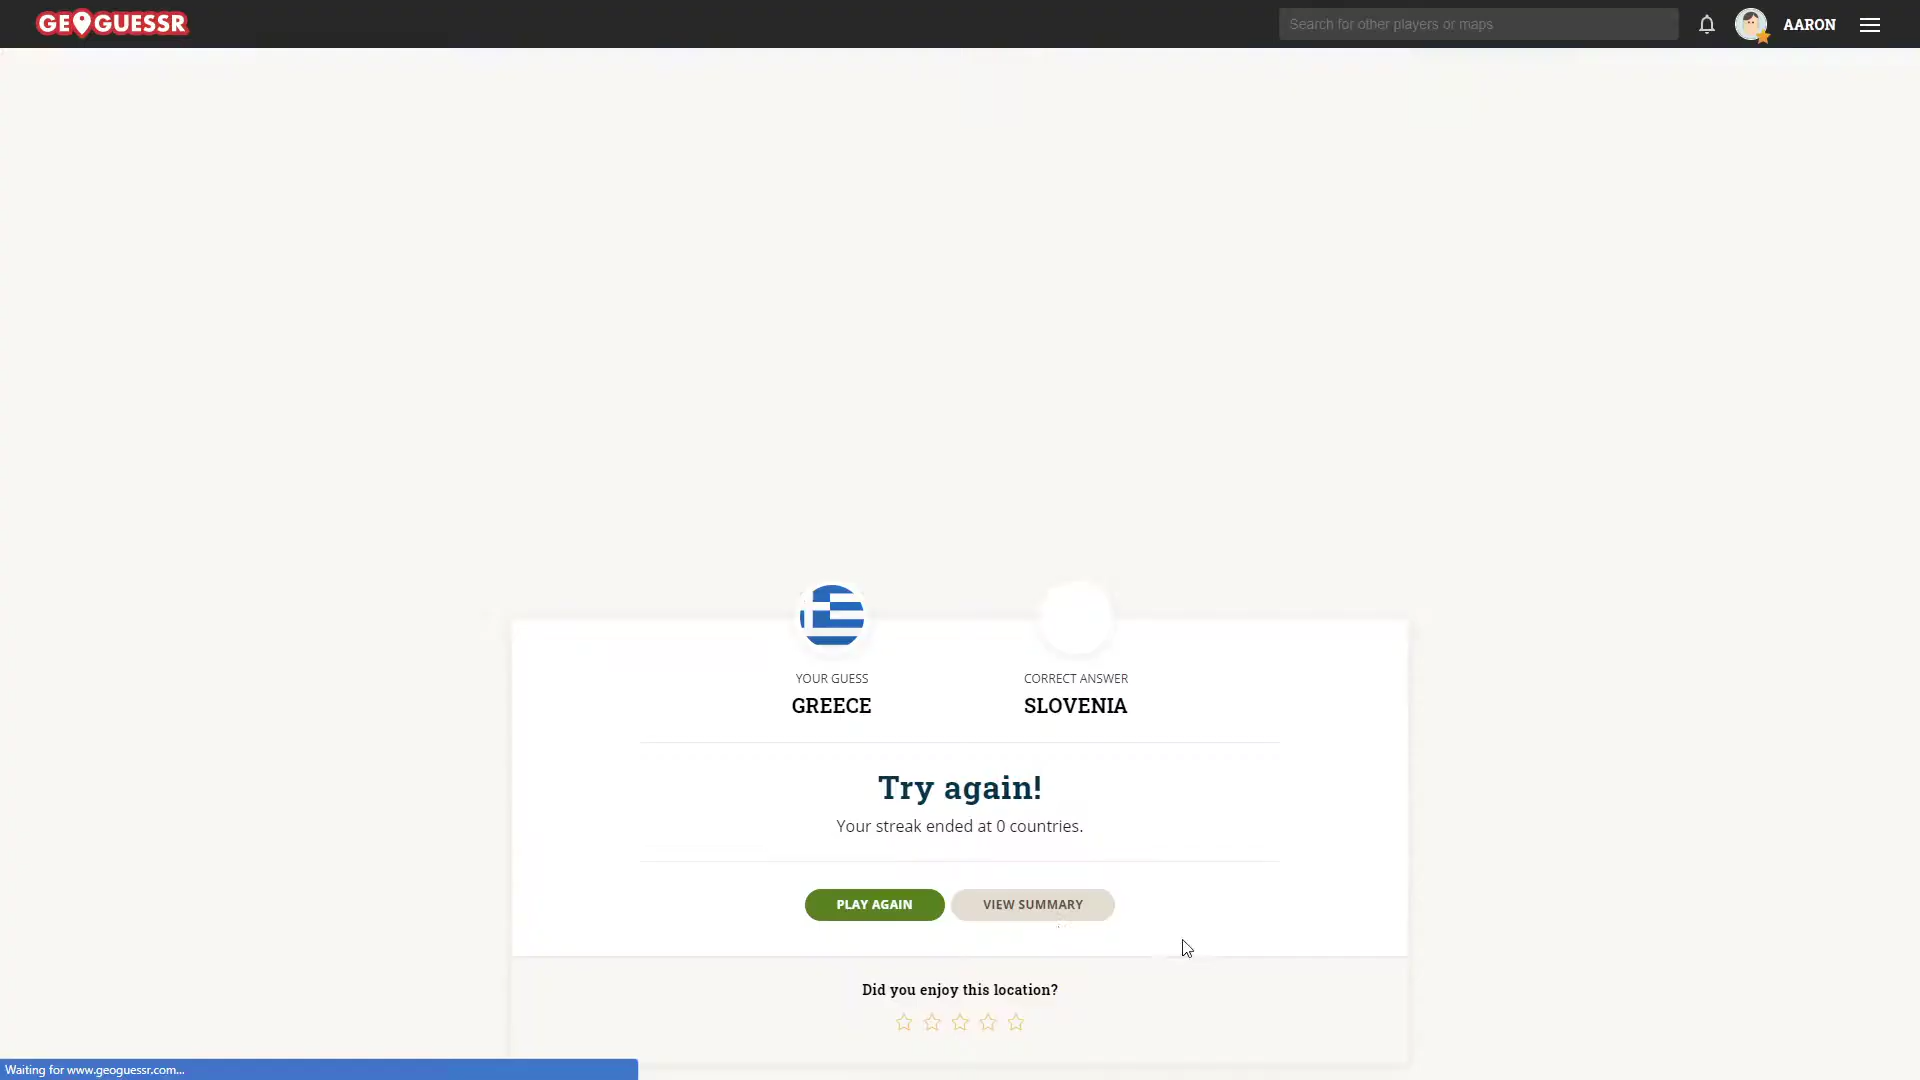 GEOGUESSR
Search for other players or maps
AARON
YOUR GUESS
CORRECT ANSWER
GREECE
SLOVENIA
Try again!
Your streak ended at 0 countries.
PLAY AGAIN
VIEW SUMMARY
Did you enjoy this location?
Waiting for www.geoguessr.com...